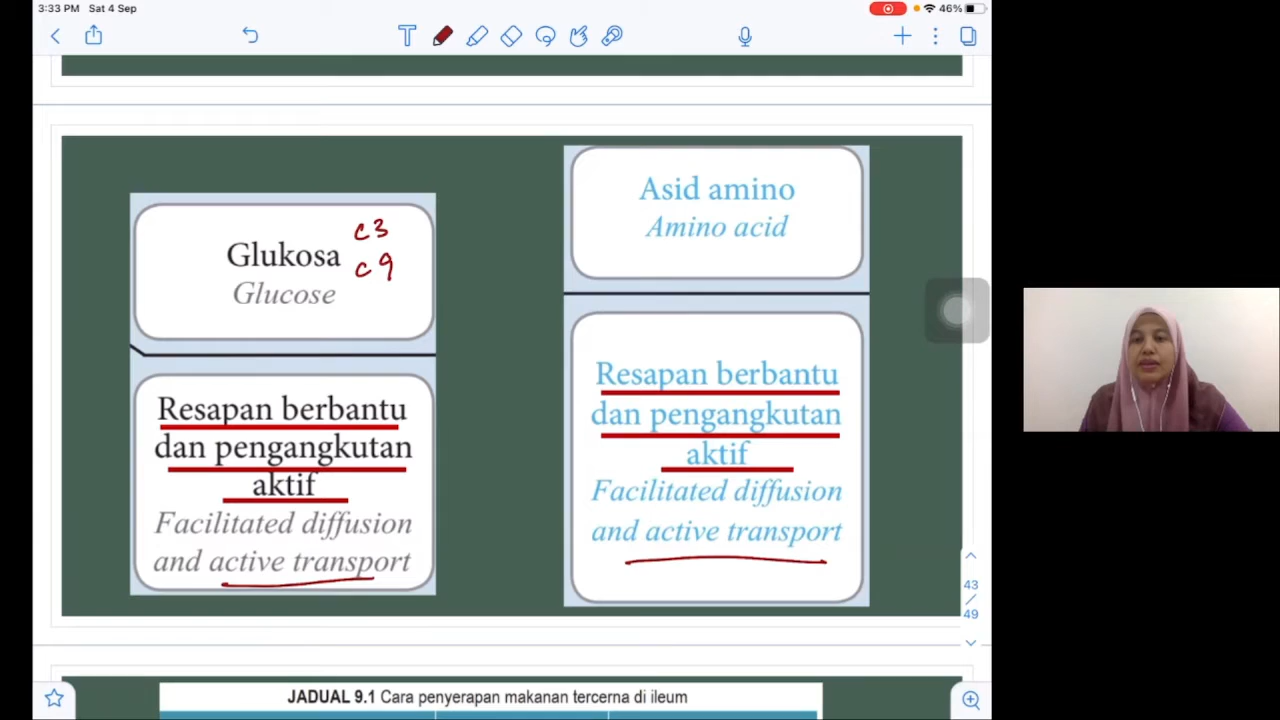 3:33 PM Sat 4 Sep
46%
T
Glukosa
Glucose
c3
c9
Resapan berbantu
dan pengangkutan
aktif
Facilitated diffusion
and active transport
Asid amino
Amino acid
Resapan berbantu
dan pengangkutan
aktif
Facilitated diffusion
and active transport
43
/
49
JADUAL 9.1 Cara penyerapan makanan tercerna di ileum